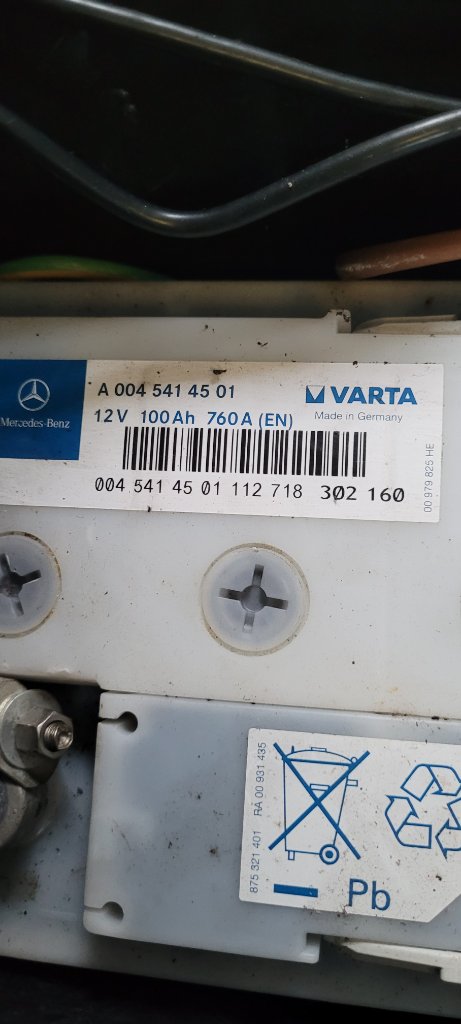 A 004 541 45 01
VARTA
12V 100Ah 760A (EN)
Made in Germany
Mercedes-Benz
004 541 45 01 112 718 302 160
00 979 825 HE
875 321 401 RÄ 00 931 435
Pb